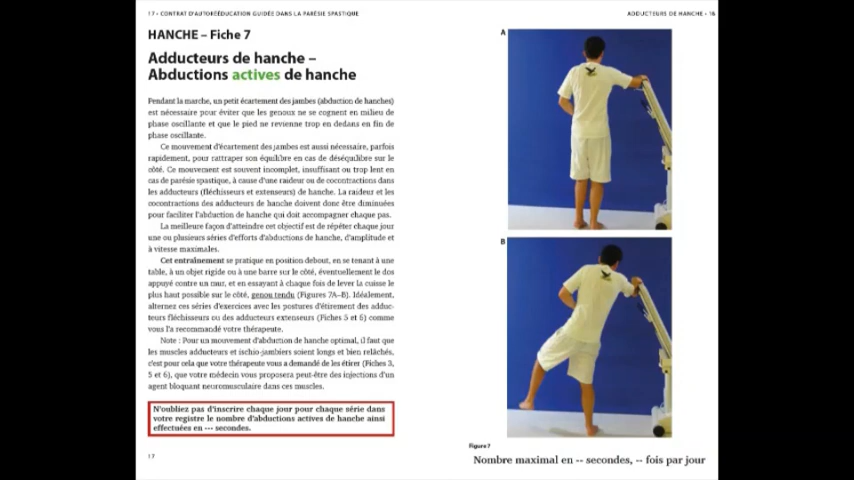 17 • CONTRAT D'AUTORÉÉDUCATION GUIDÉE DANS LA PARÉSIE SPASTIQUE
HANCHE – Fiche 7
Adducteurs de hanche –
Abductions actives de hanche
Pendant la marche, un petit écartement des jambes (abduction de hanches)
est nécessaire pour éviter que les genoux ne se cognent en milieu de
phase oscillante et que le pied ne revienne trop en dedans en fin de
phase oscillante.
Ce mouvement d'écartement des jambes est aussi nécessaire, parfois
rapidement, pour rattraper son équilibre en cas de déséquilibre sur le
côté. Ce mouvement est souvent incomplet, insuffisant ou trop lent en
cas de parésie spastique, à cause d'une raideur ou de cocontractions dans
les adducteurs (fléchisseurs et extenseurs) de hanche. La raideur et les
cocontractions des adducteurs de hanche doivent donc être diminuées
pour faciliter l'abduction de hanche qui doit accompagner chaque pas.
La meilleure façon d'atteindre cet objectif est de répéter chaque jour
une ou plusieurs séries d'efforts d'abductions de hanche, d'amplitude et
à vitesse maximales.
Cet entraînement se pratique en position debout, en se tenant à une
table, à un objet rigide ou à une barre sur le côté, éventuellement le dos
appuyé contre un mur, et en essayant à chaque fois de lever la cuisse le
plus haut possible sur le côté, genou tendu (Figures 7A–B). Idéalement,
alternez ces séries d'exercices avec les postures d'étirement des adduc-
teurs fléchisseurs ou des adducteurs extenseurs (Fiches 5 et 6) comme
vous l'a recommandé votre thérapeute.
Note : Pour un mouvement d'abduction de hanche optimal, il faut que
les muscles adducteurs et ischio-jambiers soient longs et bien relâchés,
c'est pour cela que votre thérapeute vous a demandé de les étirer (Fiches 3,
5 et 6), que votre médecin vous proposera peut-être des injections d'un
agent bloquant neuromusculaire dans ces muscles.
N'oubliez pas d'inscrire chaque jour pour chaque série dans
votre registre le nombre d'abductions actives de hanche ainsi
effectuées en --- secondes.
17
ADDUCTEURS DE HANCHE • 16
A
B
Figure 7
Nombre maximal en -- secondes, -- fois par jour